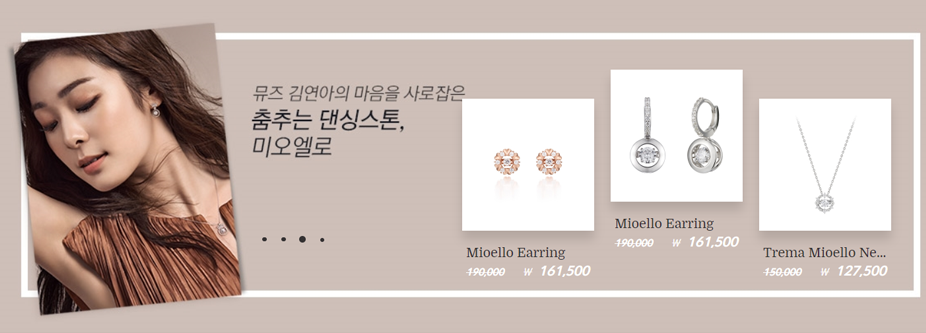 뮤즈 김연아의 마음을 사로잡은
춤추는 댄싱스톤,
미오엘로
Mioello Earring
190,000 ₩ 161,500
Mioello Earring
190,000 ₩ 161,500
Trema Mioello Ne...
150,000 ₩ 127,500